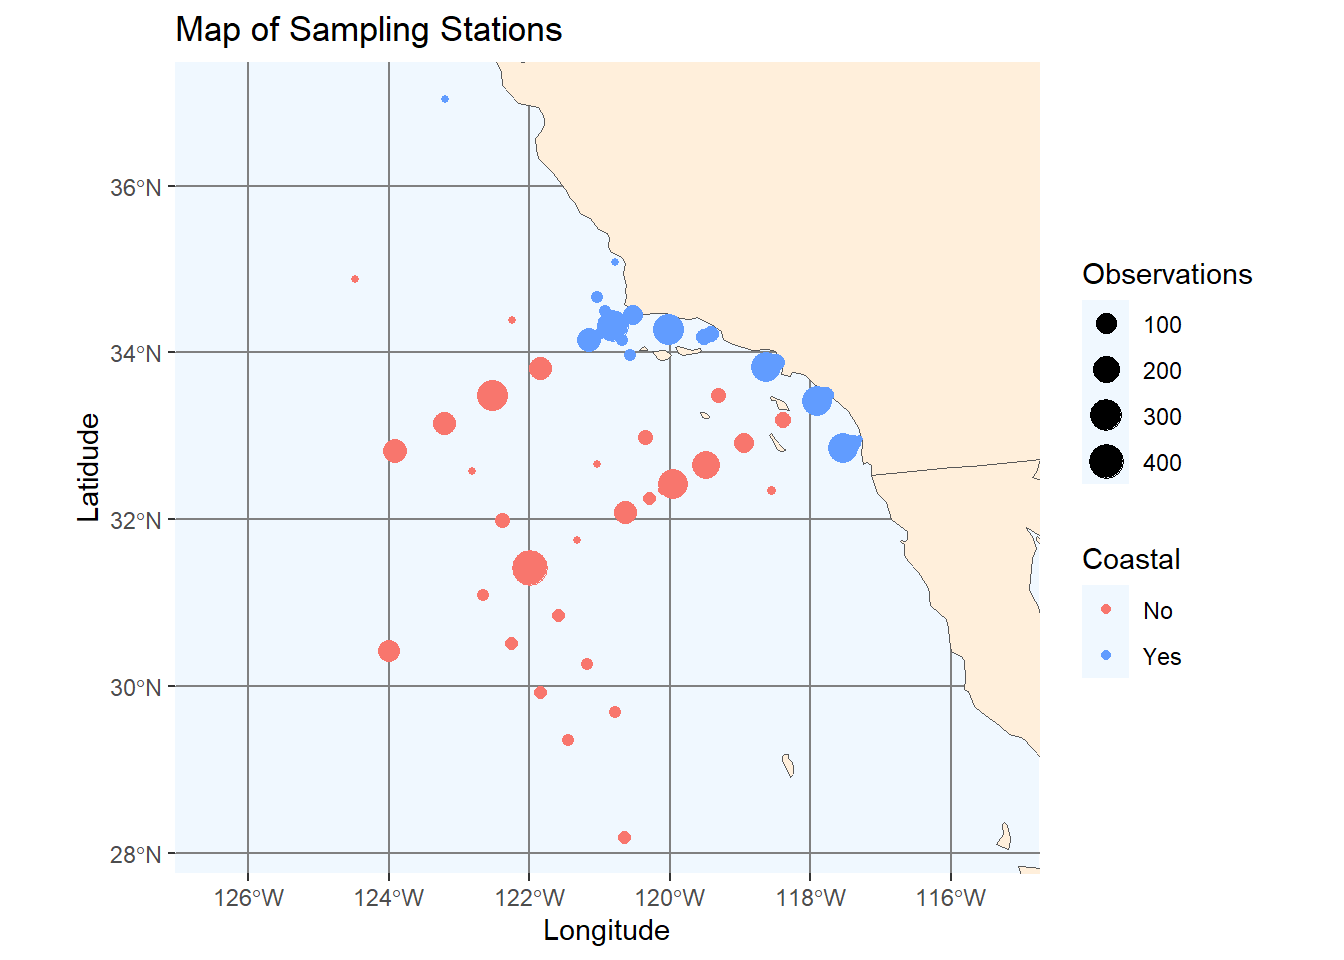 Map of Sampling Stations
36°N
34°N
32°N
30°N
28°N
Latidude
126°W
124°W
122°W
120°W
118°W
116°W
Longitude
Observations
100
200
300
400
Coastal
No
Yes